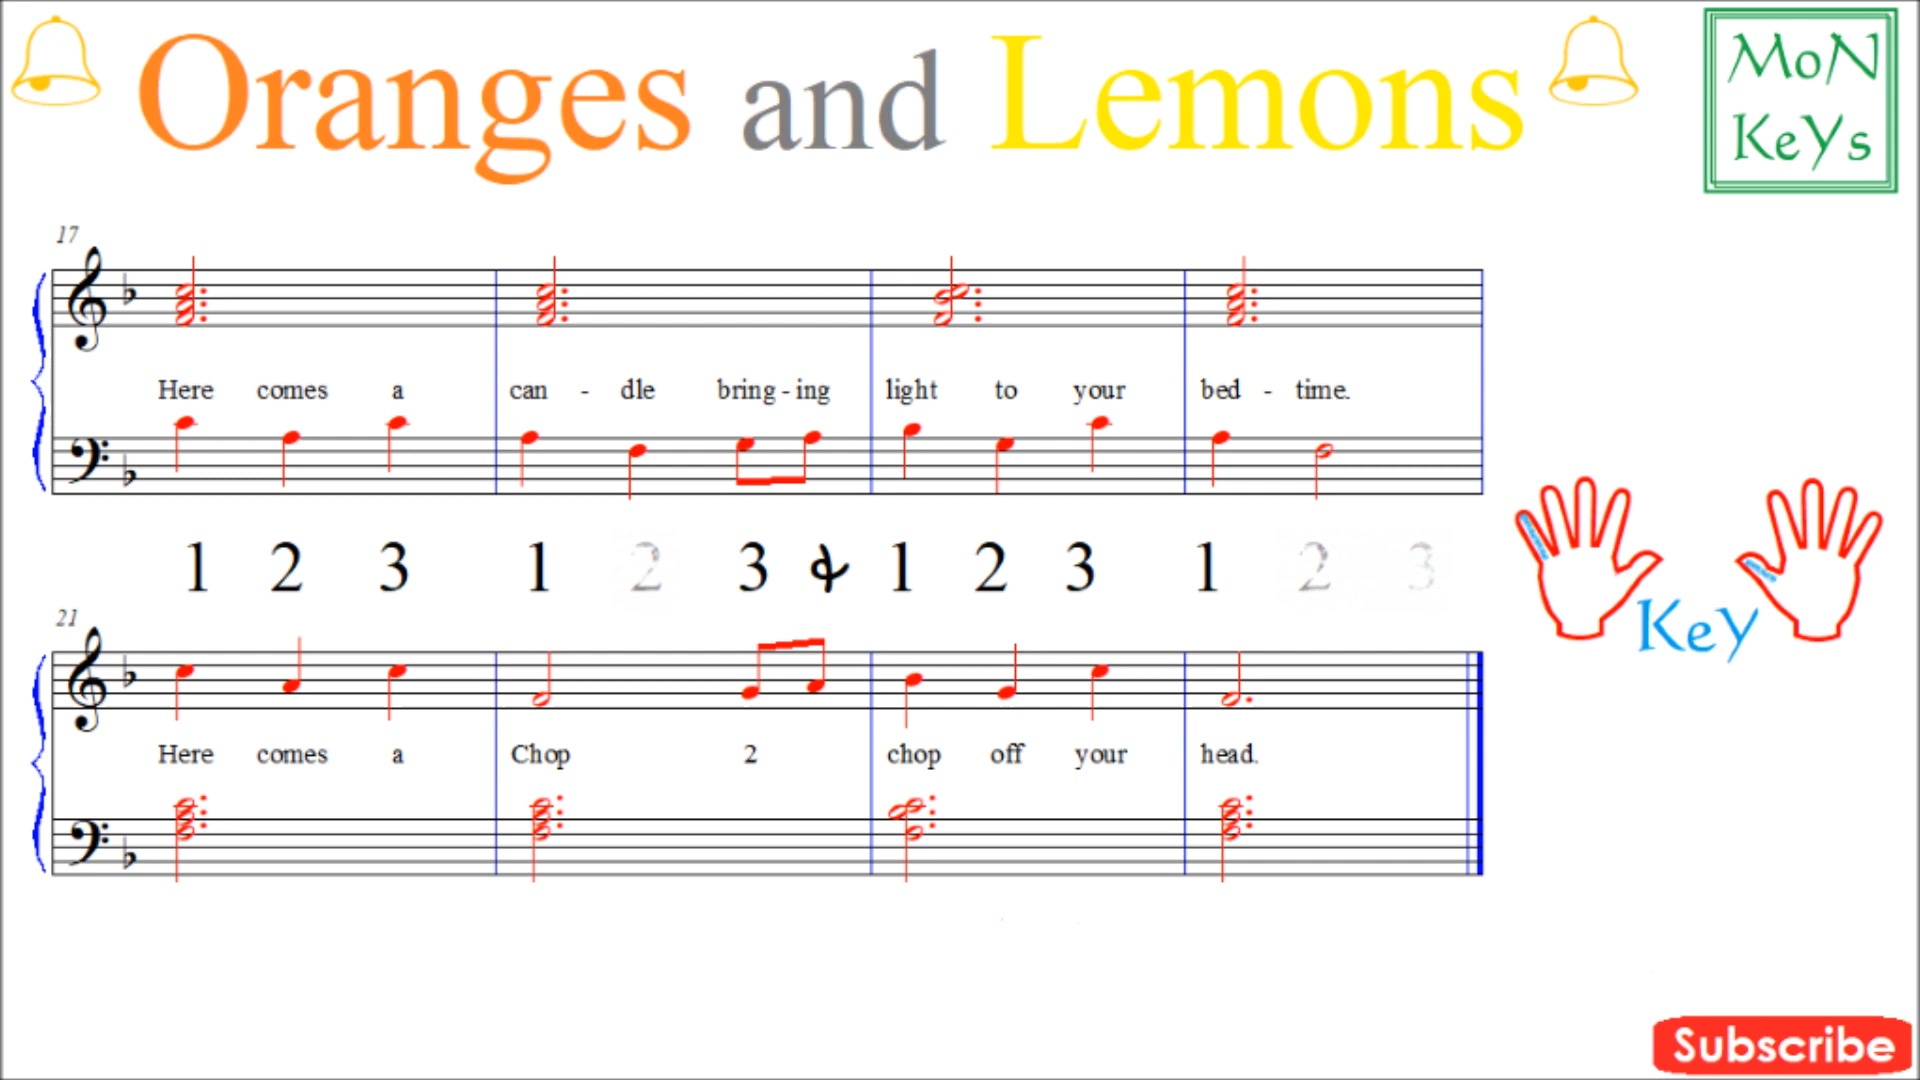 Oranges and Lemons
MoN
KeYs
17
Here comes a can - dle bring - ing light to your bed - time.
1 2 3 1 2 3 & 1 2 3 1 2 3
Key
21
Here comes a Chop 2 chop off your head.
Subscribe